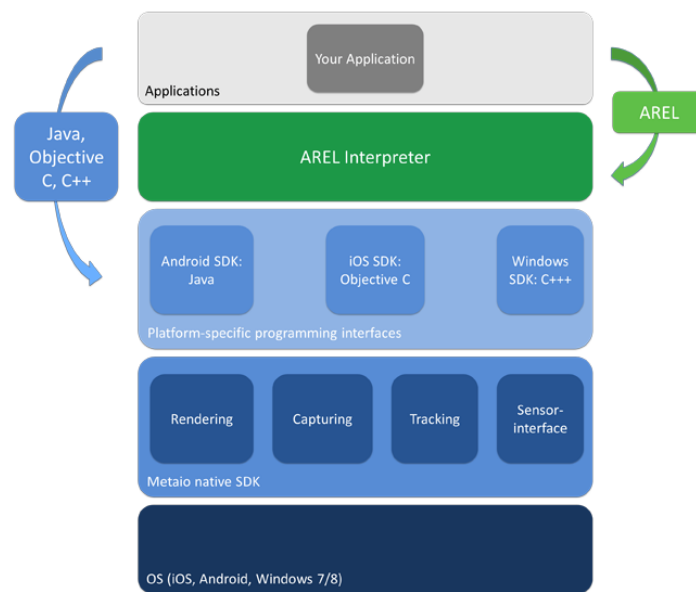 Your Application
Applications
Java,
Objective
C, C++
AREL
AREL Interpreter
Android SDK:
Java
iOS SDK:
Objective C
Windows
SDK: C+++
Platform-specific programming interfaces
Rendering
Capturing
Tracking
Sensor-
interface
Metaio native SDK
OS (iOS, Android, Windows 7/8)